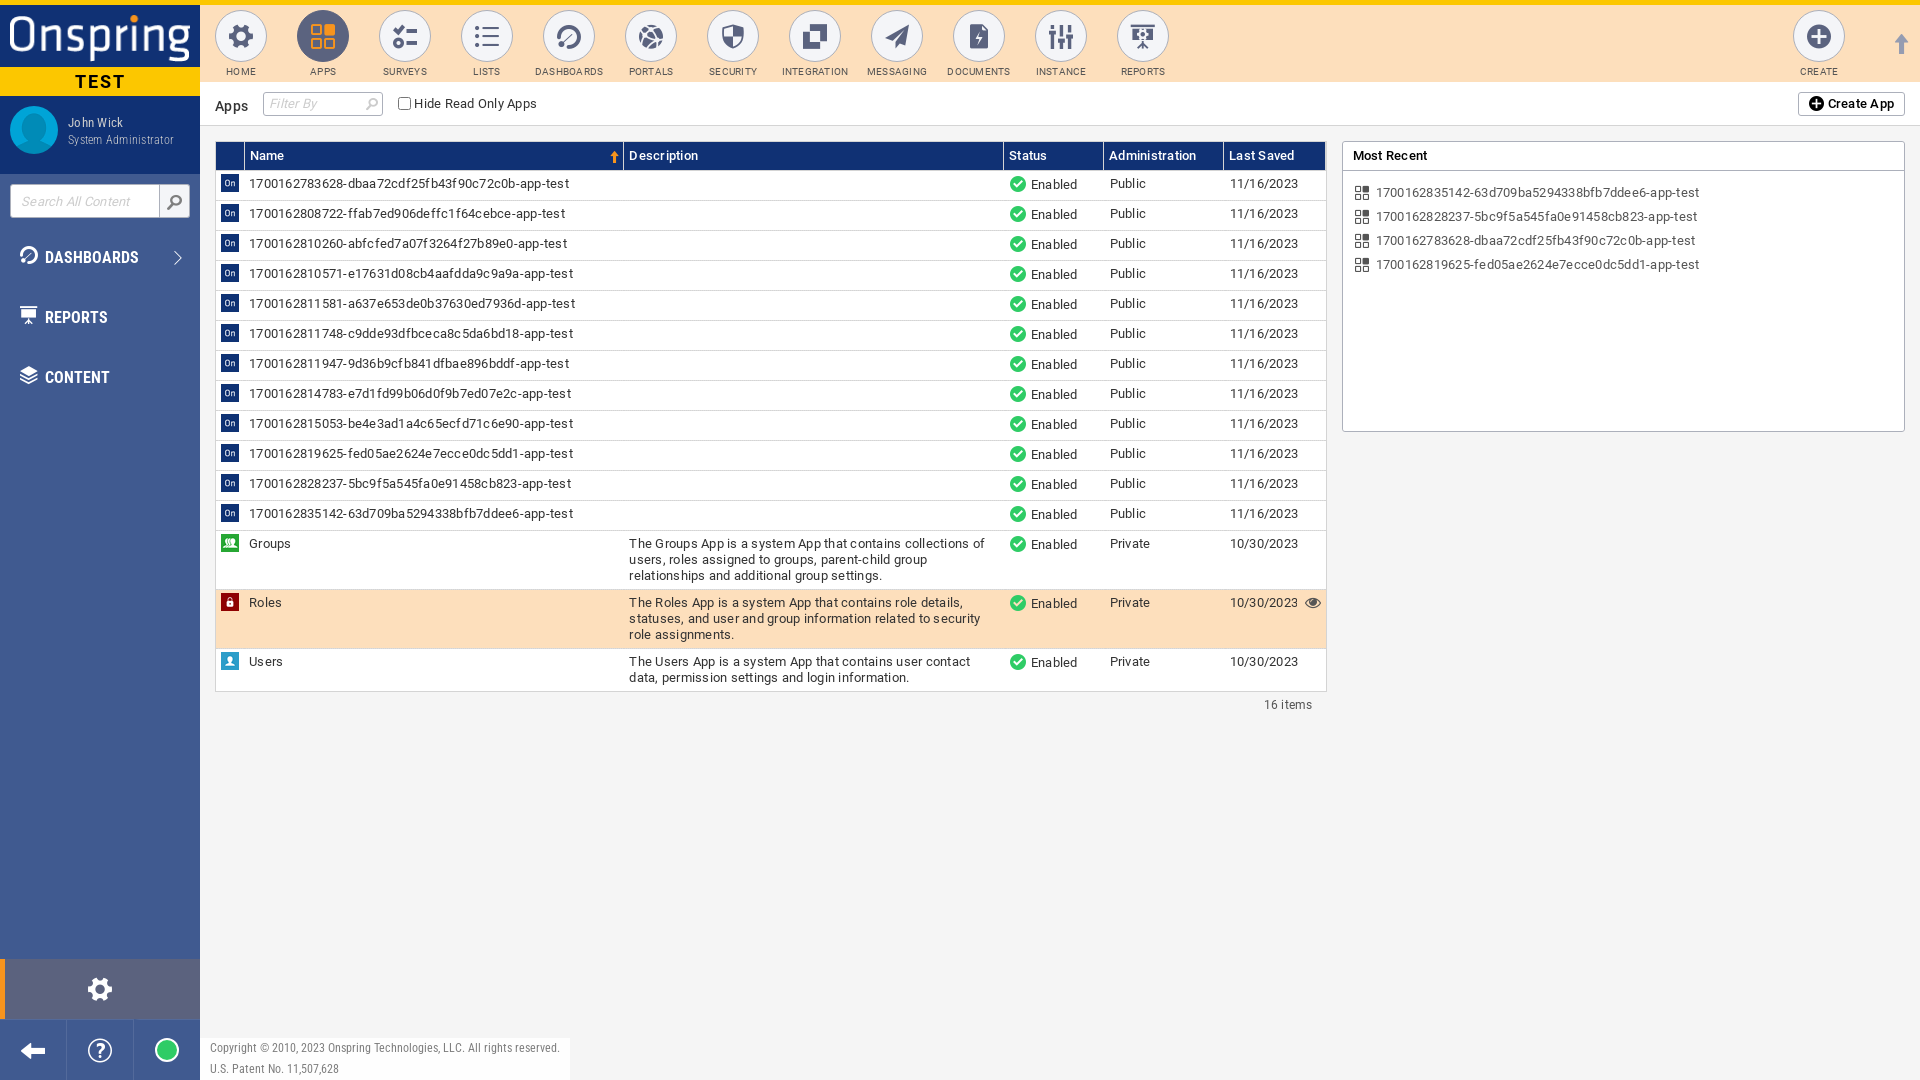 Onspring
TEST
John Wick
System Administrator
Search All Content
DASHBOARDS
REPORTS
CONTENT
HOME
APPS
SURVEYS
LISTS
DASHBOARDS
PORTALS
SECURITY
INTEGRATION
MESSAGING
DOCUMENTS
INSTANCE
REPORTS
CREATE
Apps
Filter By
Hide Read Only Apps
Create App
Name Description Status Administration Last Saved
On 1700162783628-dbaa72cdf25fb43f90c72c0b-app-test Enabled Public 11/16/2023
On 1700162808722-ffab7ed906deffc1f64cebce-app-test Enabled Public 11/16/2023
On 1700162810260-abfcfed7a07f3264f27b89e0-app-test Enabled Public 11/16/2023
On 1700162810571-e17631d08cb4aafdda9c9a9a-app-test Enabled Public 11/16/2023
On 1700162811581-a637e653de0b37630ed7936d-app-test Enabled Public 11/16/2023
On 1700162811748-c9dde93dfbceca8c5da6bd18-app-test Enabled Public 11/16/2023
On 1700162811947-9d36b9cfb841dfbae896bddf-app-test Enabled Public 11/16/2023
On 1700162814783-e7d1fd99b06d0f9b7ed07e2c-app-test Enabled Public 11/16/2023
On 1700162815053-be4e3ad1a4c65ecfd71c6e90-app-test Enabled Public 11/16/2023
On 1700162819625-fed05ae2624e7ecce0dc5dd1-app-test Enabled Public 11/16/2023
On 1700162828237-5bc9f5a545fa0e91458cb823-app-test Enabled Public 11/16/2023
On 1700162835142-63d709ba5294338bfb7ddee6-app-test Enabled Public 11/16/2023
Groups The Groups App is a system App that contains collections of Enabled Private 10/30/2023
users, roles assigned to groups, parent-child group
relationships and additional group settings.
Roles The Roles App is a system App that contains role details, Enabled Private 10/30/2023
statuses, and user and group information related to security
role assignments.
Users The Users App is a system App that contains user contact Enabled Private 10/30/2023
data, permission settings and login information.
16 items
Most Recent
1700162835142-63d709ba5294338bfb7ddee6-app-test
1700162828237-5bc9f5a545fa0e91458cb823-app-test
1700162783628-dbaa72cdf25fb43f90c72c0b-app-test
1700162819625-fed05ae2624e7ecce0dc5dd1-app-test
Copyright © 2010, 2023 Onspring Technologies, LLC. All rights reserved.
U.S. Patent No. 11,507,628